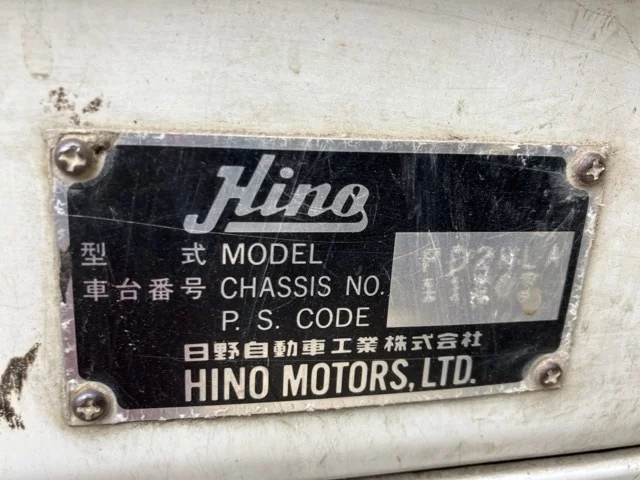 Hino
型 式 MODEL
車台番号 CHASSIS NO.
P. S. CODE
日野自動車工業株式会社
HINO MOTORS, LTD.